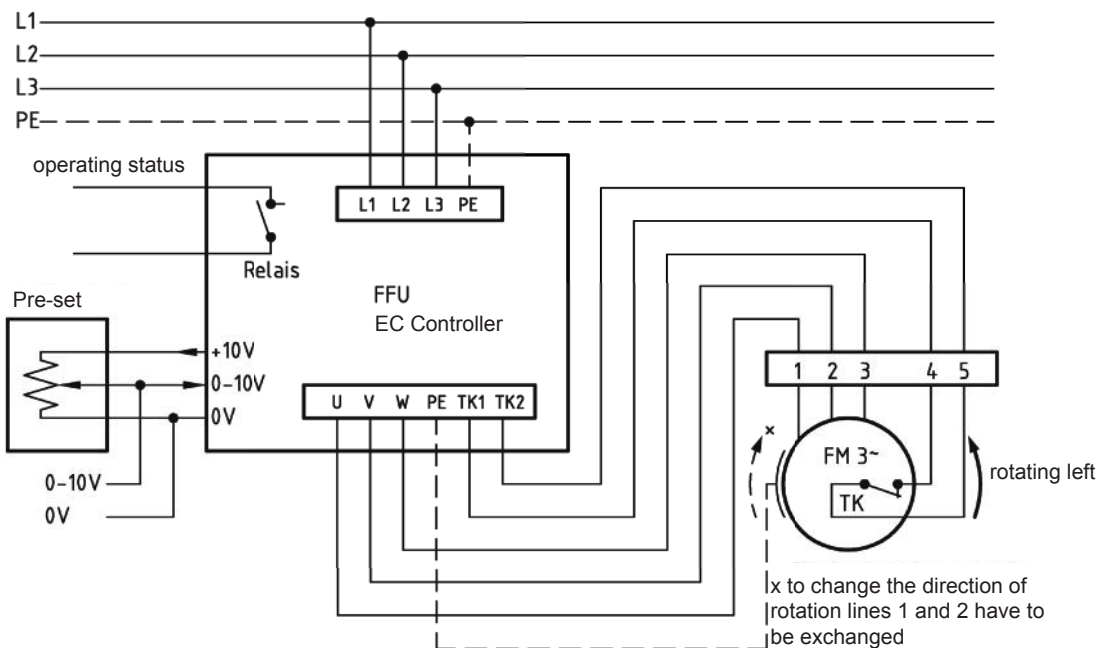 L1
L2
L3
PE
operating status
L1 L2 L3 PE
Relais
FFU
EC Controller
Pre-set
+10V
0-10V
0V
U V W PE TK1 TK2
0-10V
0V
1 2 3 4 5
x
FM 3~
TK
rotating left
x to change the direction of
rotation lines 1 and 2 have to
be exchanged